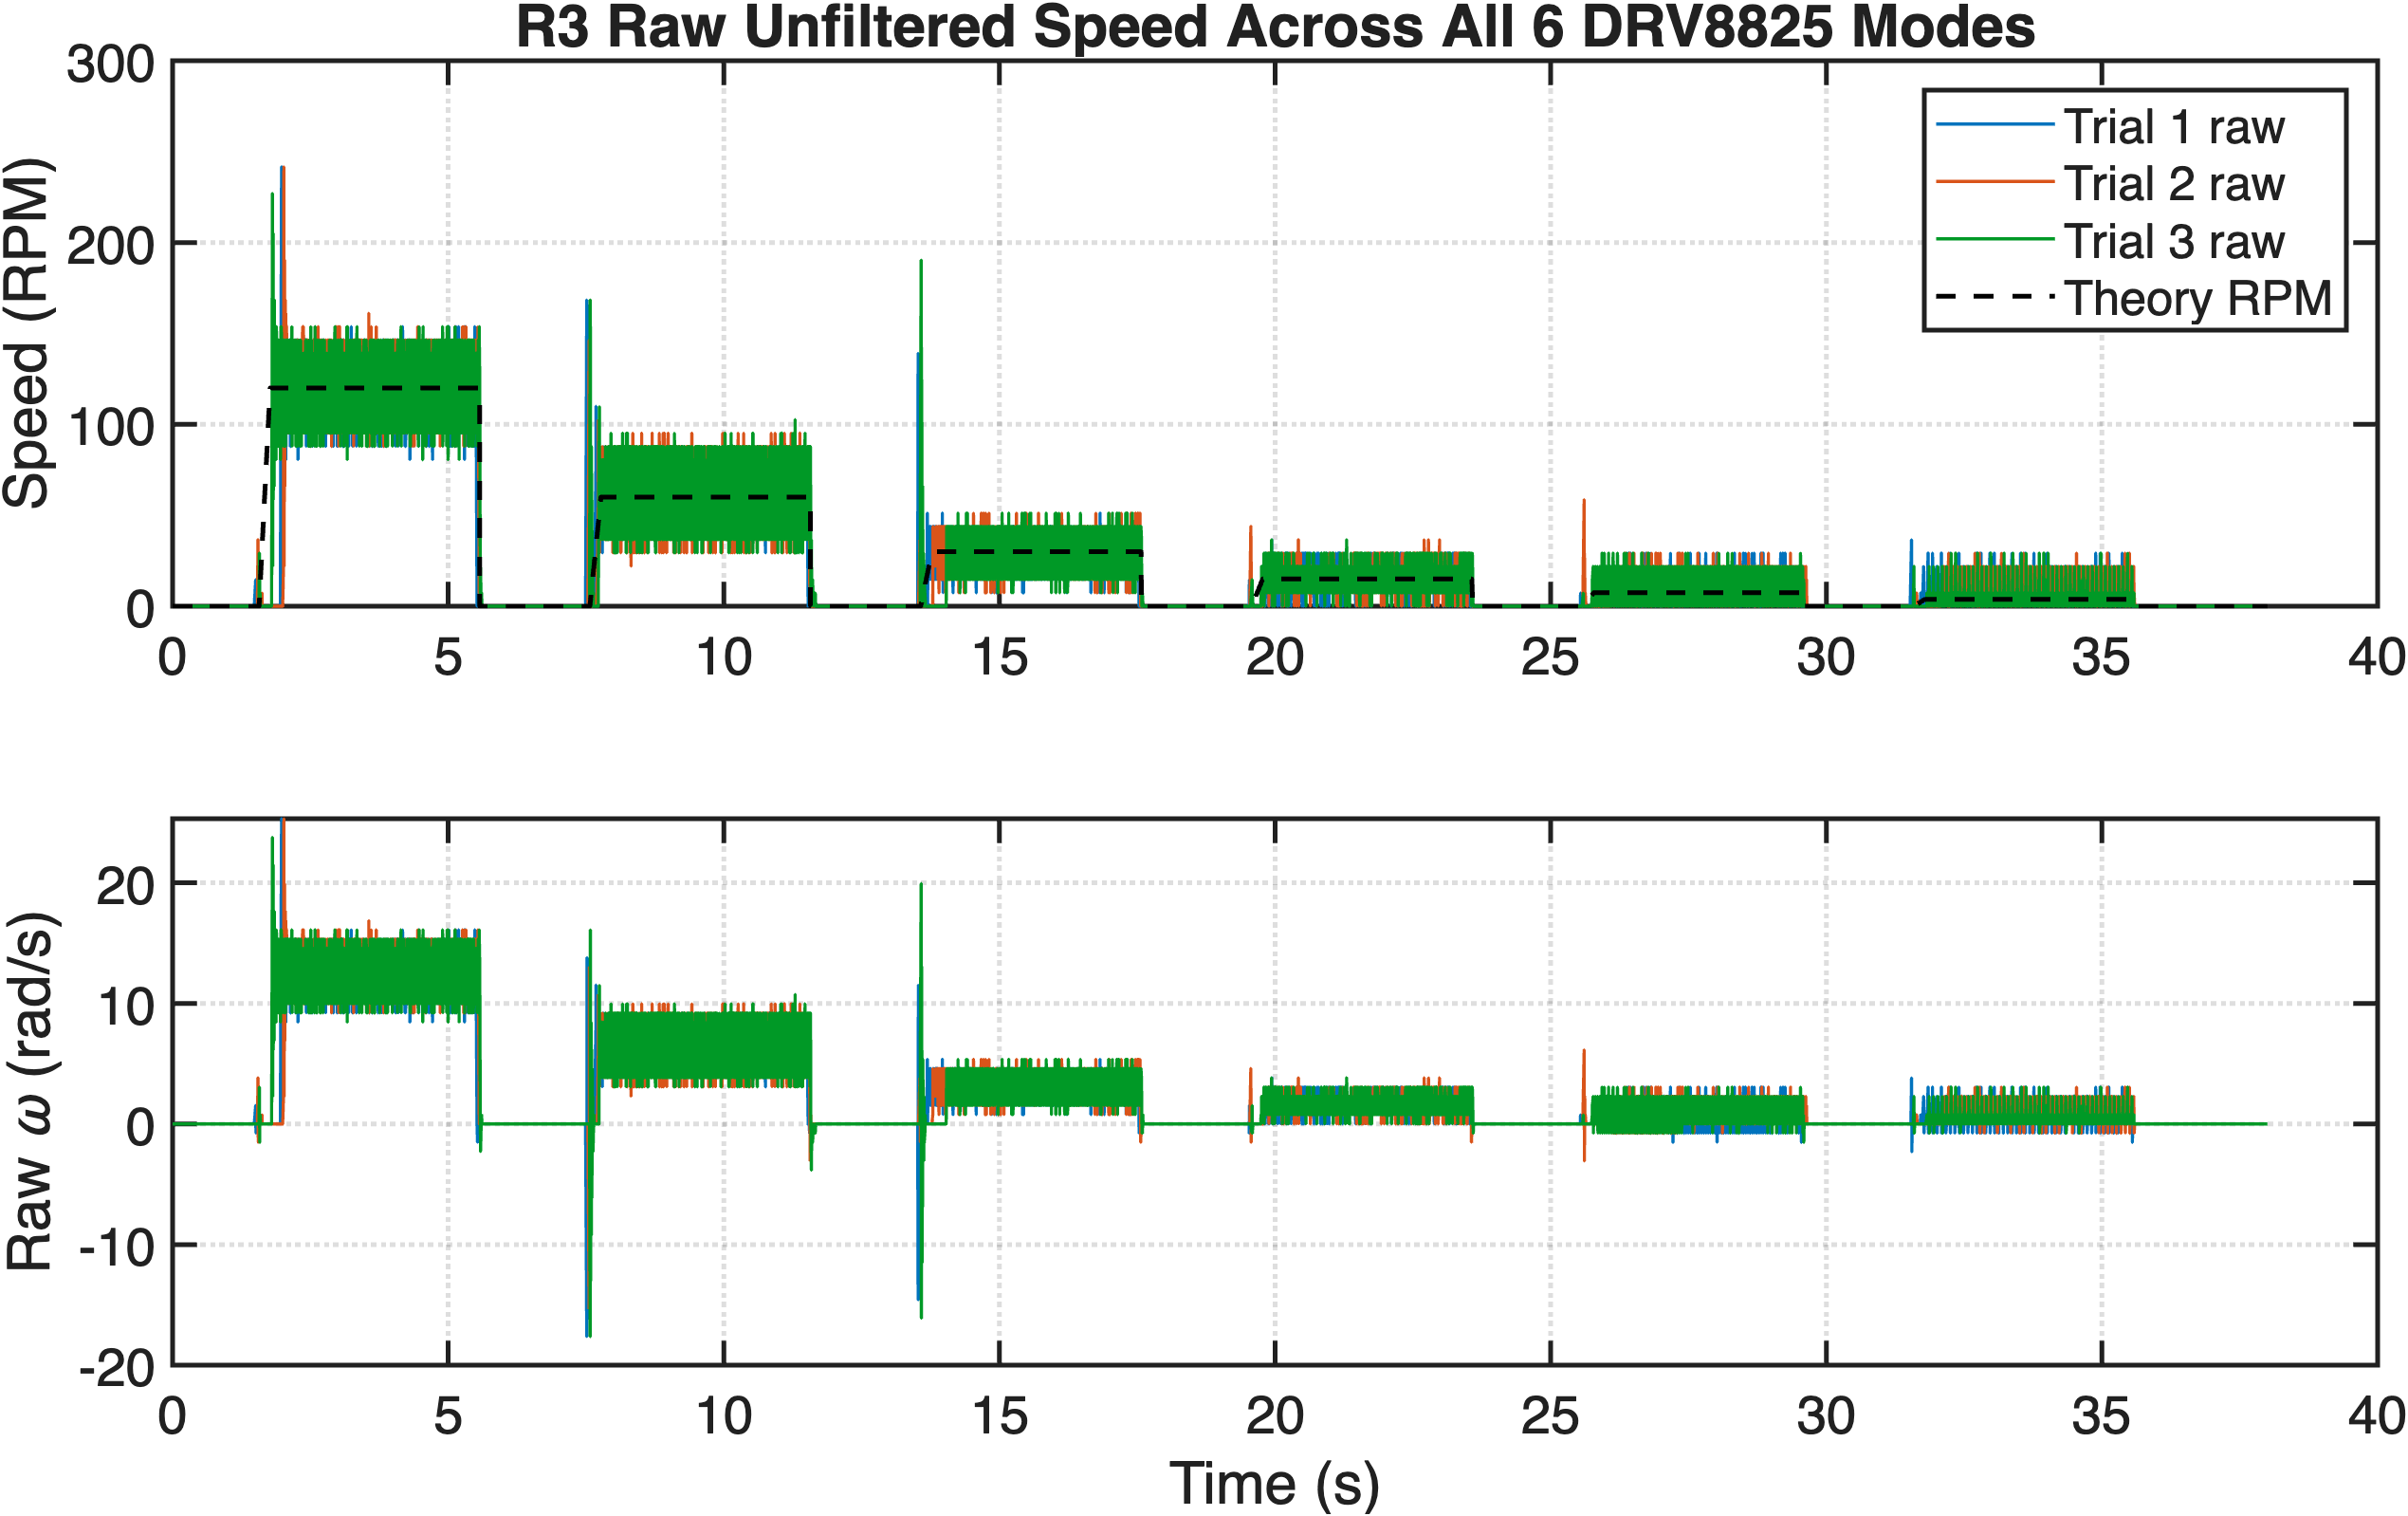 R3 Raw Unfiltered Speed Across All 6 DRV8825 Modes
Speed (RPM)
300
200
100
0
0 5 10 15 20 25 30 35 40
Trial 1 raw
Trial 2 raw
Trial 3 raw
Theory RPM
Raw ω (rad/s)
20
10
0
-10
-20
0 5 10 15 20 25 30 35 40
Time (s)